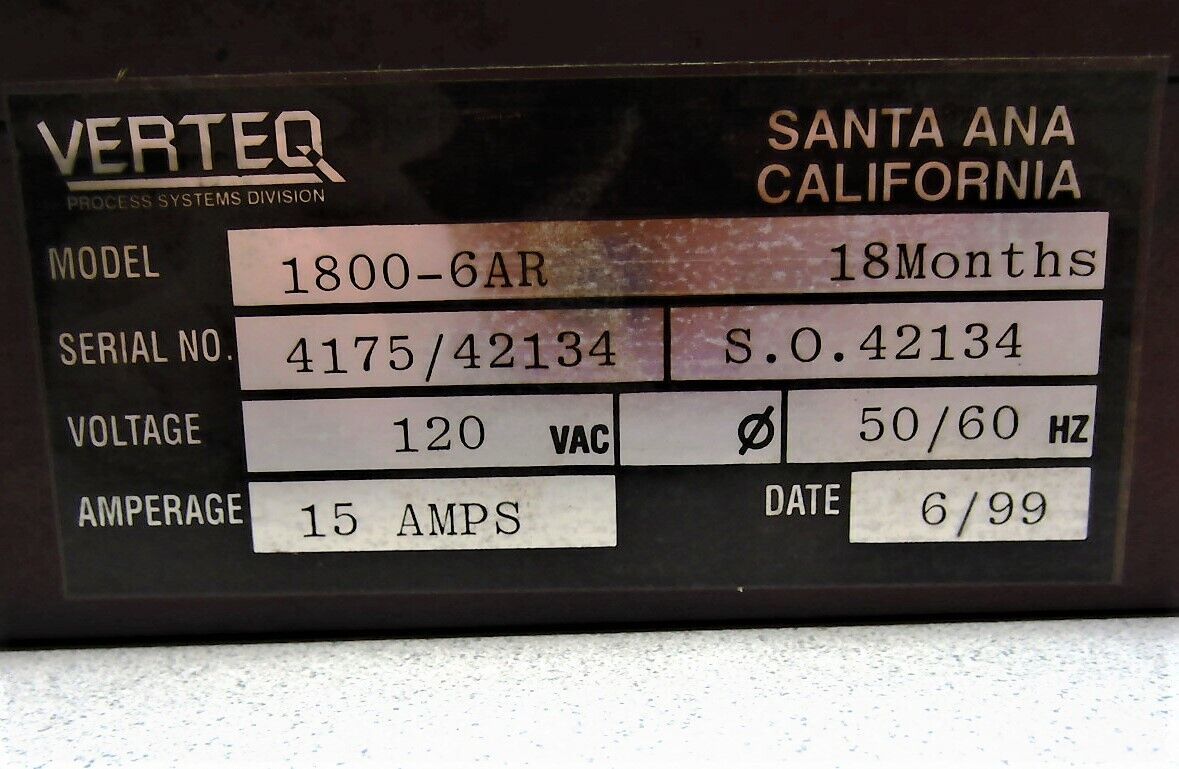 VERTEQ
PROCESS SYSTEMS DIVISION
SANTA ANA
CALIFORNIA
MODEL 1800-6AR 18Months
SERIAL NO. 4175/42134 S.O.42134
VOLTAGE 120 VAC Ø 50/60 HZ
AMPERAGE 15 AMPS DATE 6/99